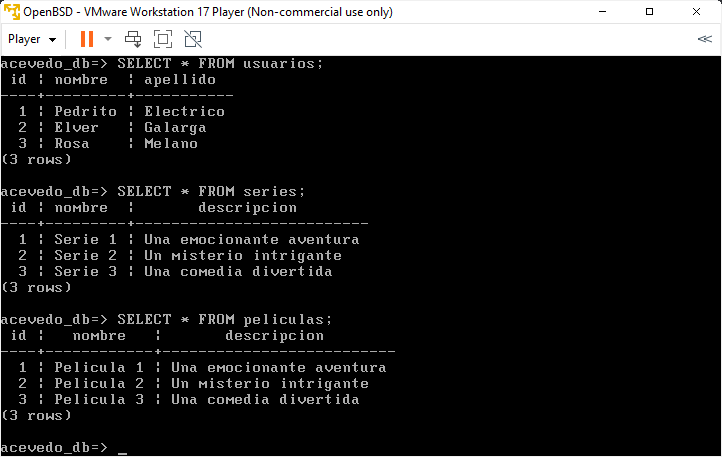 OpenBSD - VMware Workstation 17 Player (Non-commercial use only)
Player
acevedo_db=> SELECT * FROM usuarios;
 id ¦ nombre  ¦ apellido
----+---------+-----------
  1 ¦ Pedrito ¦ Electrico
  2 ¦ Elver   ¦ Galarga
  3 ¦ Rosa    ¦ Melano
(3 rows)
acevedo_db=> SELECT * FROM series;
 id ¦ nombre  ¦       descripcion
----+---------+--------------------------
  1 ¦ Serie 1 ¦ Una emocionante aventura
  2 ¦ Serie 2 ¦ Un misterio intrigante
  3 ¦ Serie 3 ¦ Una comedia divertida
(3 rows)
acevedo_db=> SELECT * FROM peliculas;
 id ¦   nombre   ¦       descripcion
----+------------+--------------------------
  1 ¦ Pelicula 1 ¦ Una emocionante aventura
  2 ¦ Pelicula 2 ¦ Un misterio intrigante
  3 ¦ Pelicula 3 ¦ Una comedia divertida
(3 rows)
acevedo_db=> _